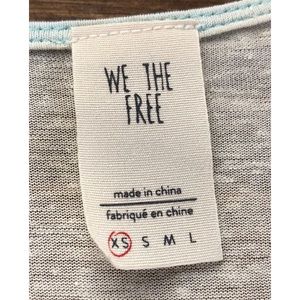 WE THE
FREE
made in china
fabriqué en chine
XS S M L